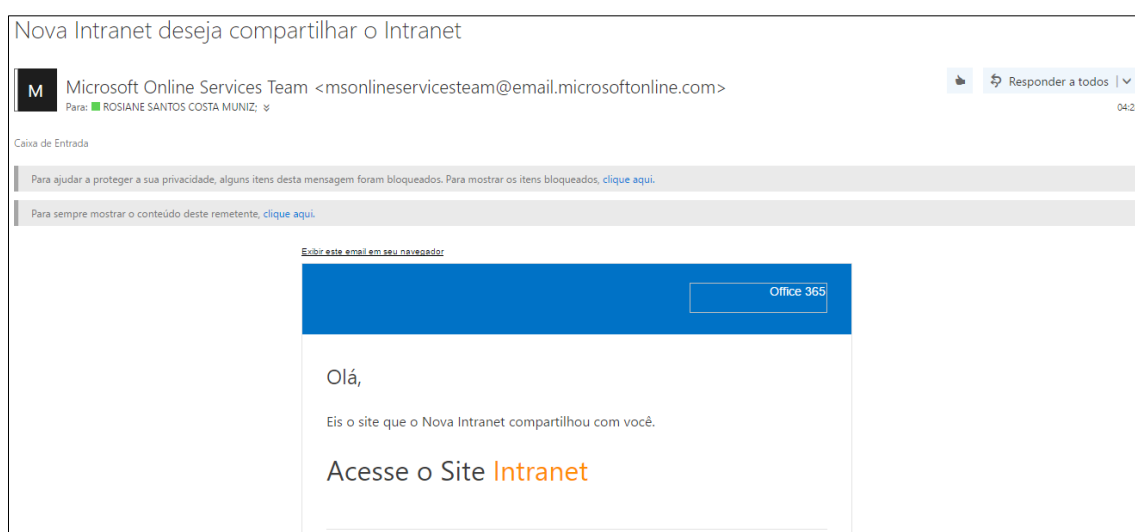 Nova Intranet deseja compartilhar o Intranet
M
Microsoft Online Services Team <msonlineservicesteam@email.microsoftonline.com>
Responder a todos
Para: ROSIANE SANTOS COSTA MUNIZ;
04:2
Caixa de Entrada
Para ajudar a proteger a sua privacidade, alguns itens desta mensagem foram bloqueados. Para mostrar os itens bloqueados, clique aqui.
Para sempre mostrar o conteúdo deste remetente, clique aqui.
Exibir este email em seu navegador
Office 365
Olá,
Eis o site que o Nova Intranet compartilhou com você.
Acesse o Site Intranet